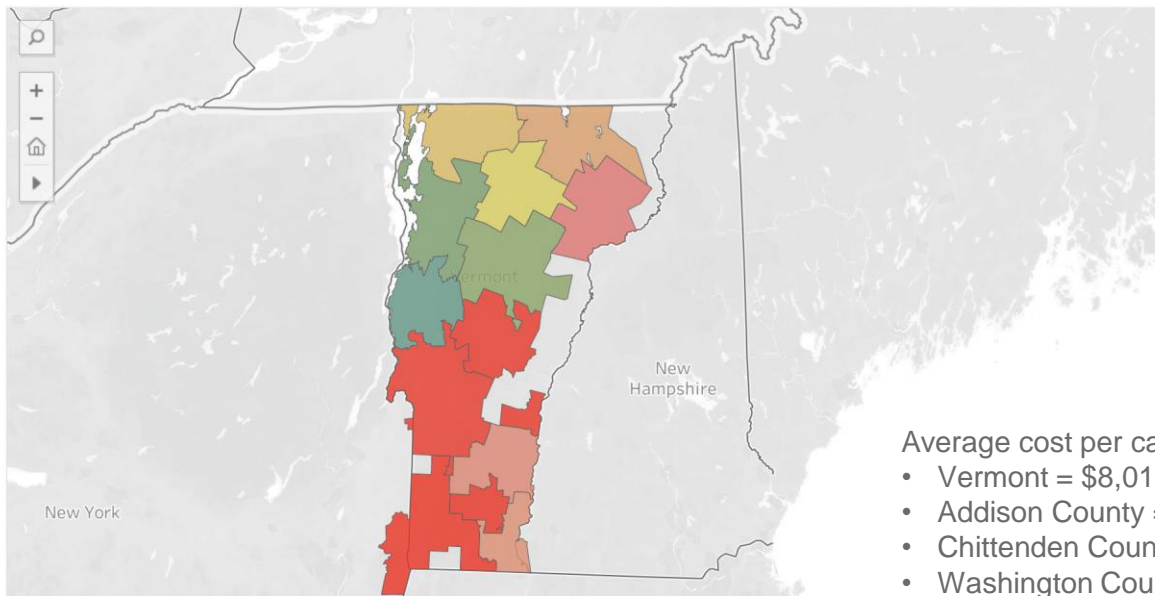 Vermont
New
Hampshire
New York
Average cost per ca
• Vermont = $8,01
• Addison County =
• Chittenden Coun
• Washington Cou